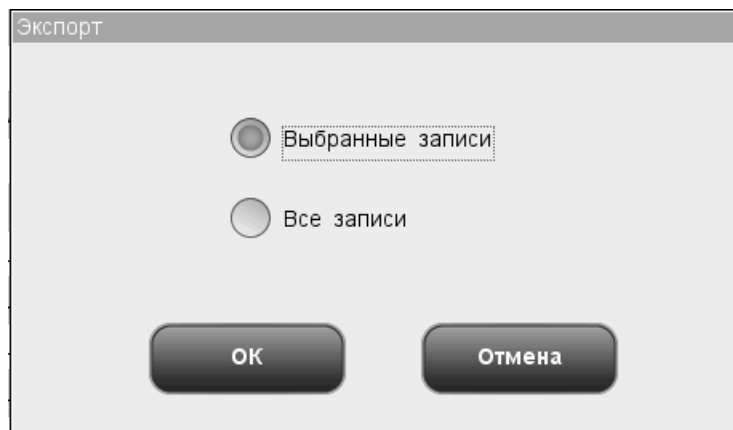 Экспорт
Выбранные записи
Все записи
ОК
Отмена